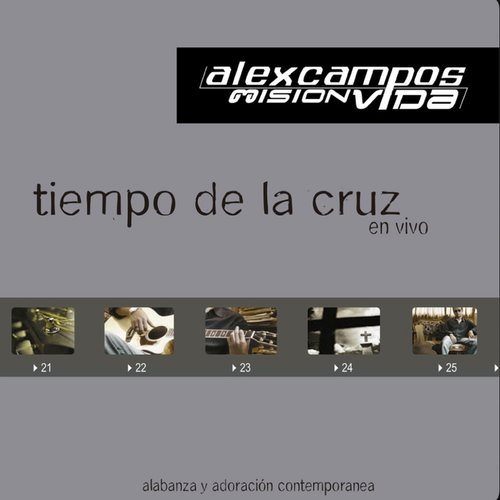 alexcampos
misionvida
tiempo de la cruz
en vivo
21 22 23 24 25
alabanza y adoración contemporanea